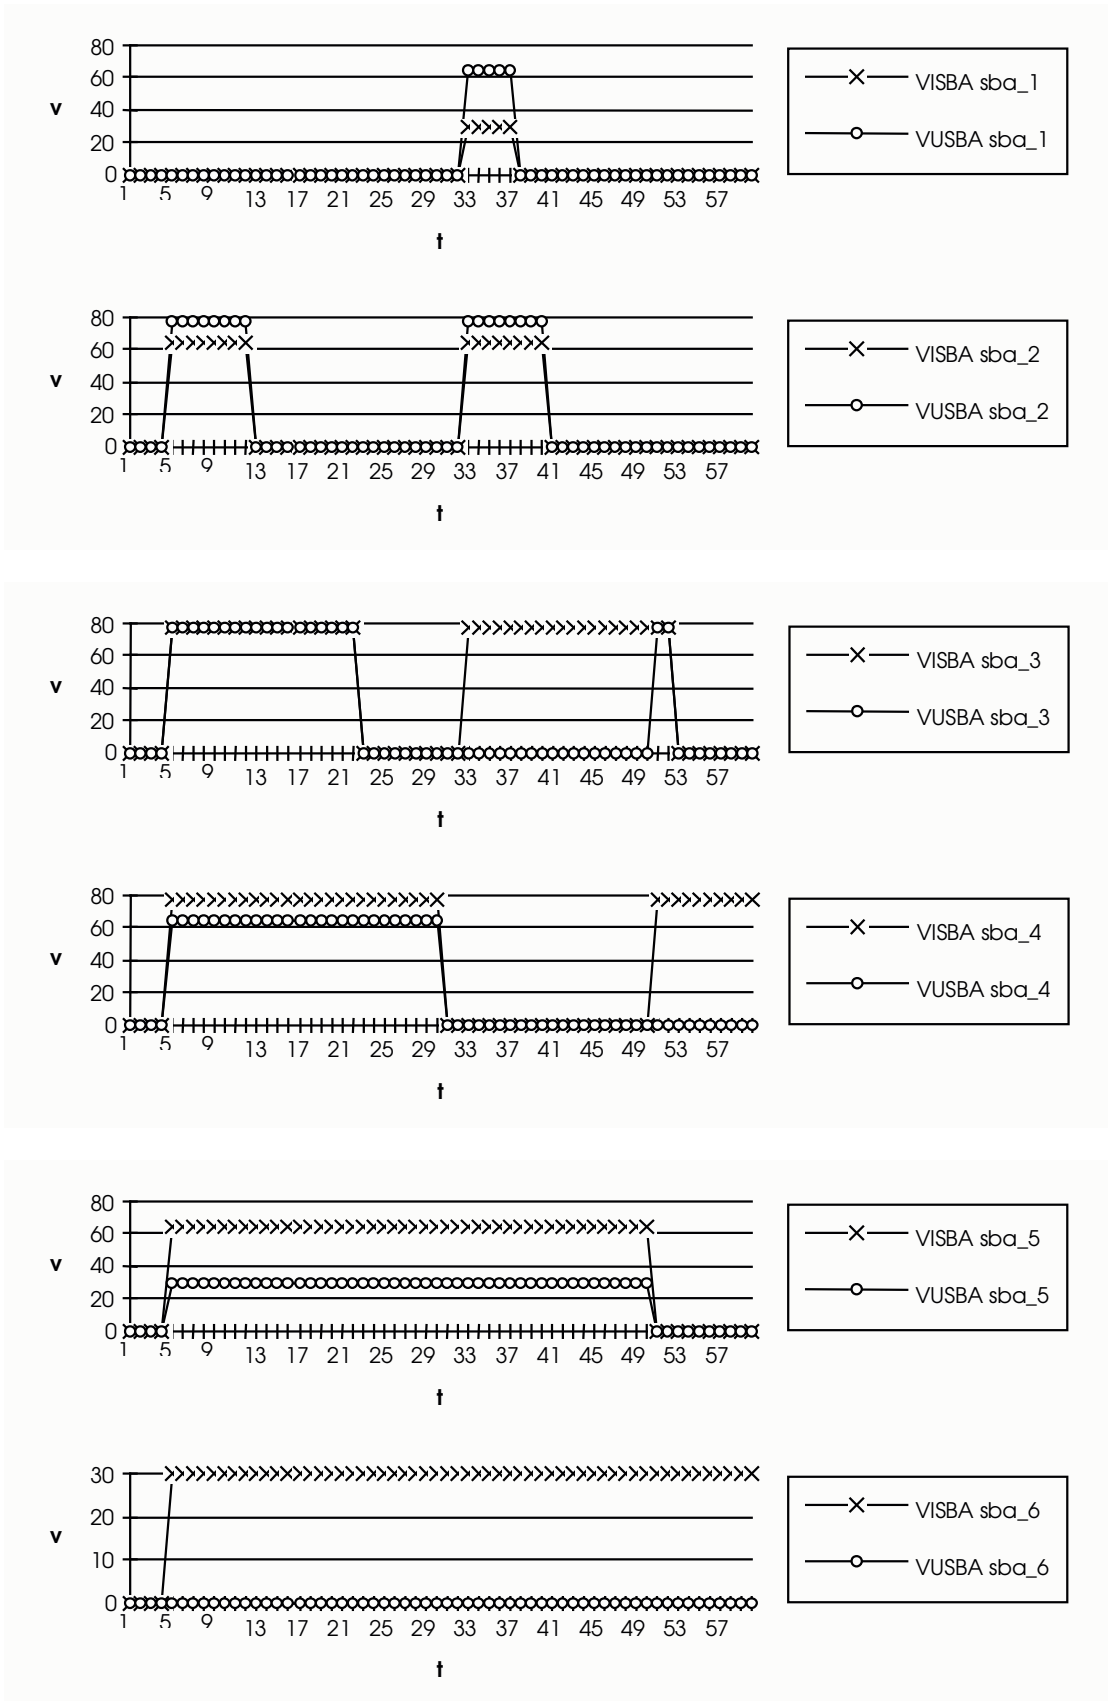 80
60
40
20
0
v
1 5 9 13 17 21 25 29 33 37 41 45 49 53 57
t
VISBA sba_1
VUSBA sba_1
80
60
40
20
0
v
1 5 9 13 17 21 25 29 33 37 41 45 49 53 57
t
VISBA sba_2
VUSBA sba_2
80
60
40
20
0
v
1 5 9 13 17 21 25 29 33 37 41 45 49 53 57
t
VISBA sba_3
VUSBA sba_3
80
60
40
20
0
v
1 5 9 13 17 21 25 29 33 37 41 45 49 53 57
t
VISBA sba_4
VUSBA sba_4
80
60
40
20
0
v
1 5 9 13 17 21 25 29 33 37 41 45 49 53 57
t
VISBA sba_5
VUSBA sba_5
30
20
10
0
v
1 5 9 13 17 21 25 29 33 37 41 45 49 53 57
t
VISBA sba_6
VUSBA sba_6